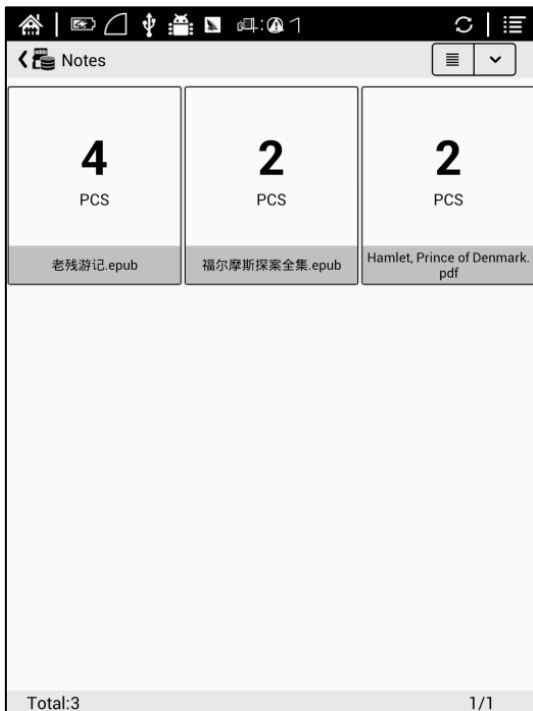 Notes
4
PCS
老残游记.epub
2
PCS
福尔摩斯探案全集.epub
2
PCS
Hamlet, Prince of Denmark.
pdf
Total:3
1/1